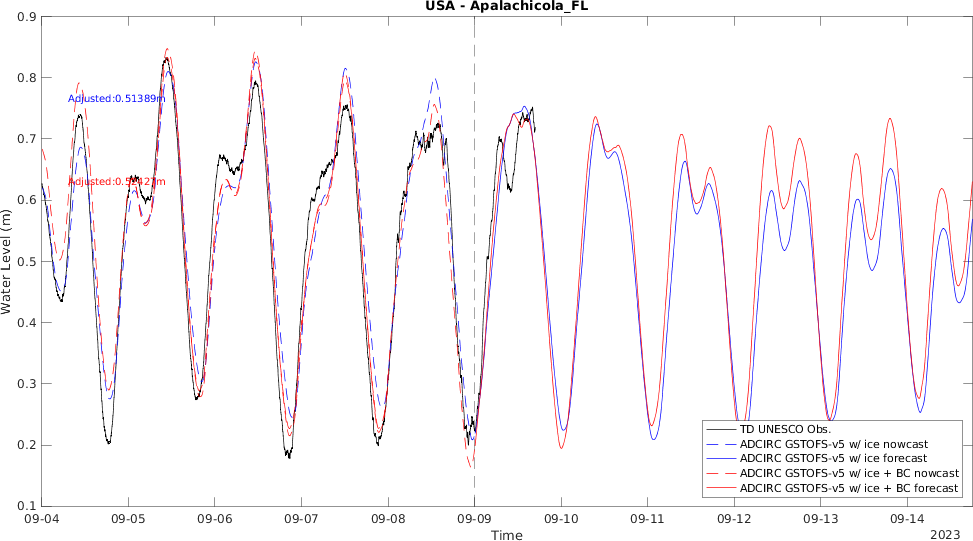 USA - Apalachicola_FL
0.9
0.8
0.7
0.6
0.5
0.4
0.3
0.2
0.1
Water Level (m)
Adjusted:0.51389m
TD UNESCO Obs.
ADCIRC GSTOFS-v5 w/ ice nowcast
ADCIRC GSTOFS-v5 w/ ice forecast
ADCIRC GSTOFS-v5 w/ ice + BC nowcast
ADCIRC GSTOFS-v5 w/ ice + BC forecast
09-04 09-05 09-06 09-07 09-08 09-09 09-10 09-11 09-12 09-13 09-14
Time
2023